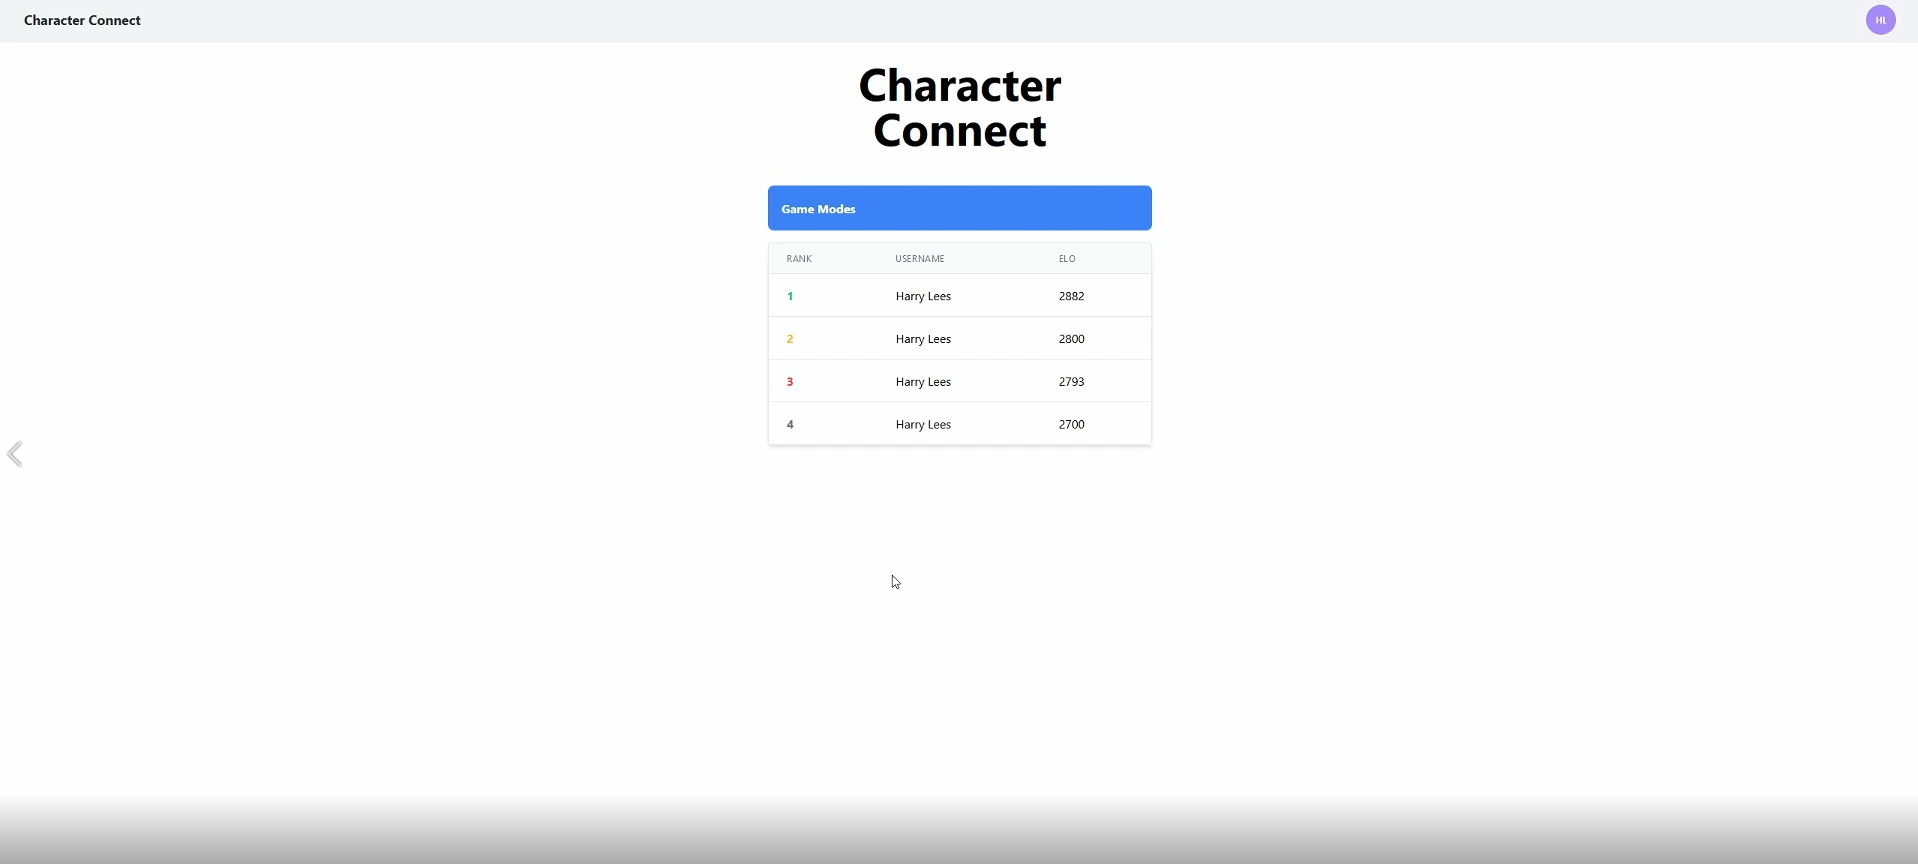 Character Connect
HL
Character
Connect
Game Modes
RANK USERNAME ELO
1 Harry Lees 2882
2 Harry Lees 2800
3 Harry Lees 2793
4 Harry Lees 2700